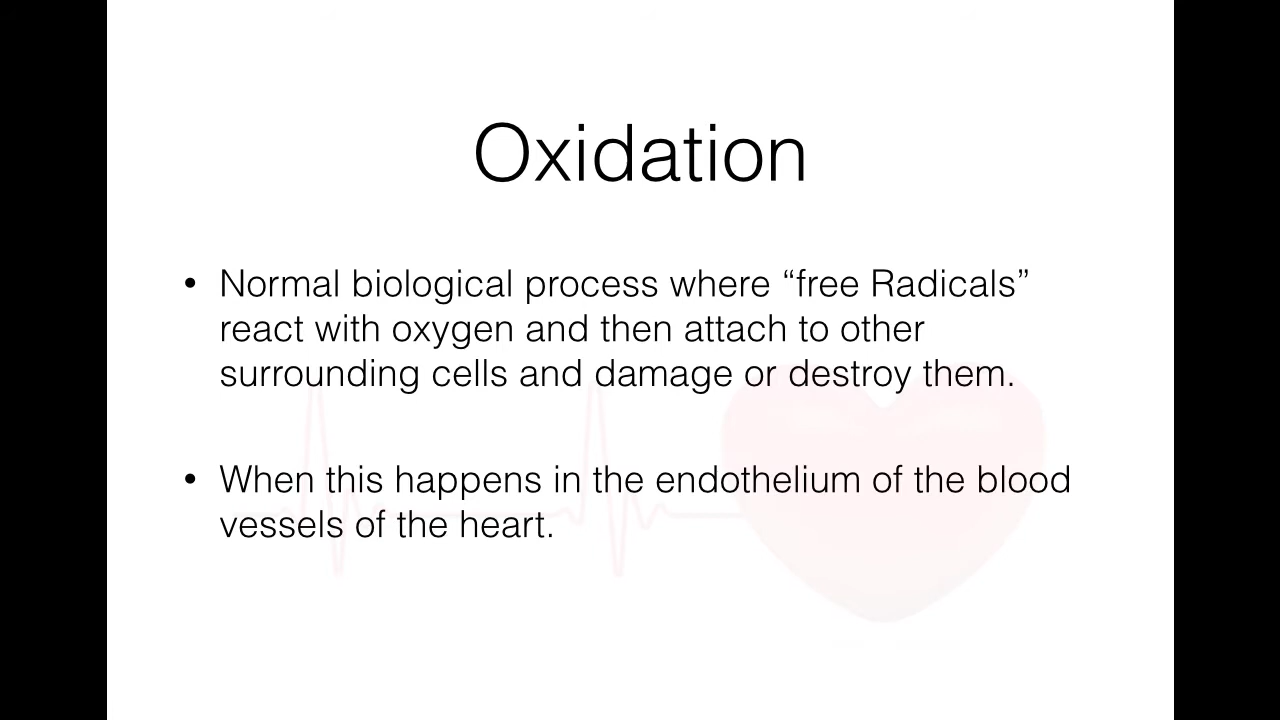 Oxidation
• Normal biological process where “free Radicals”
react with oxygen and then attach to other
surrounding cells and damage or destroy them.
• When this happens in the endothelium of the blood
vessels of the heart.